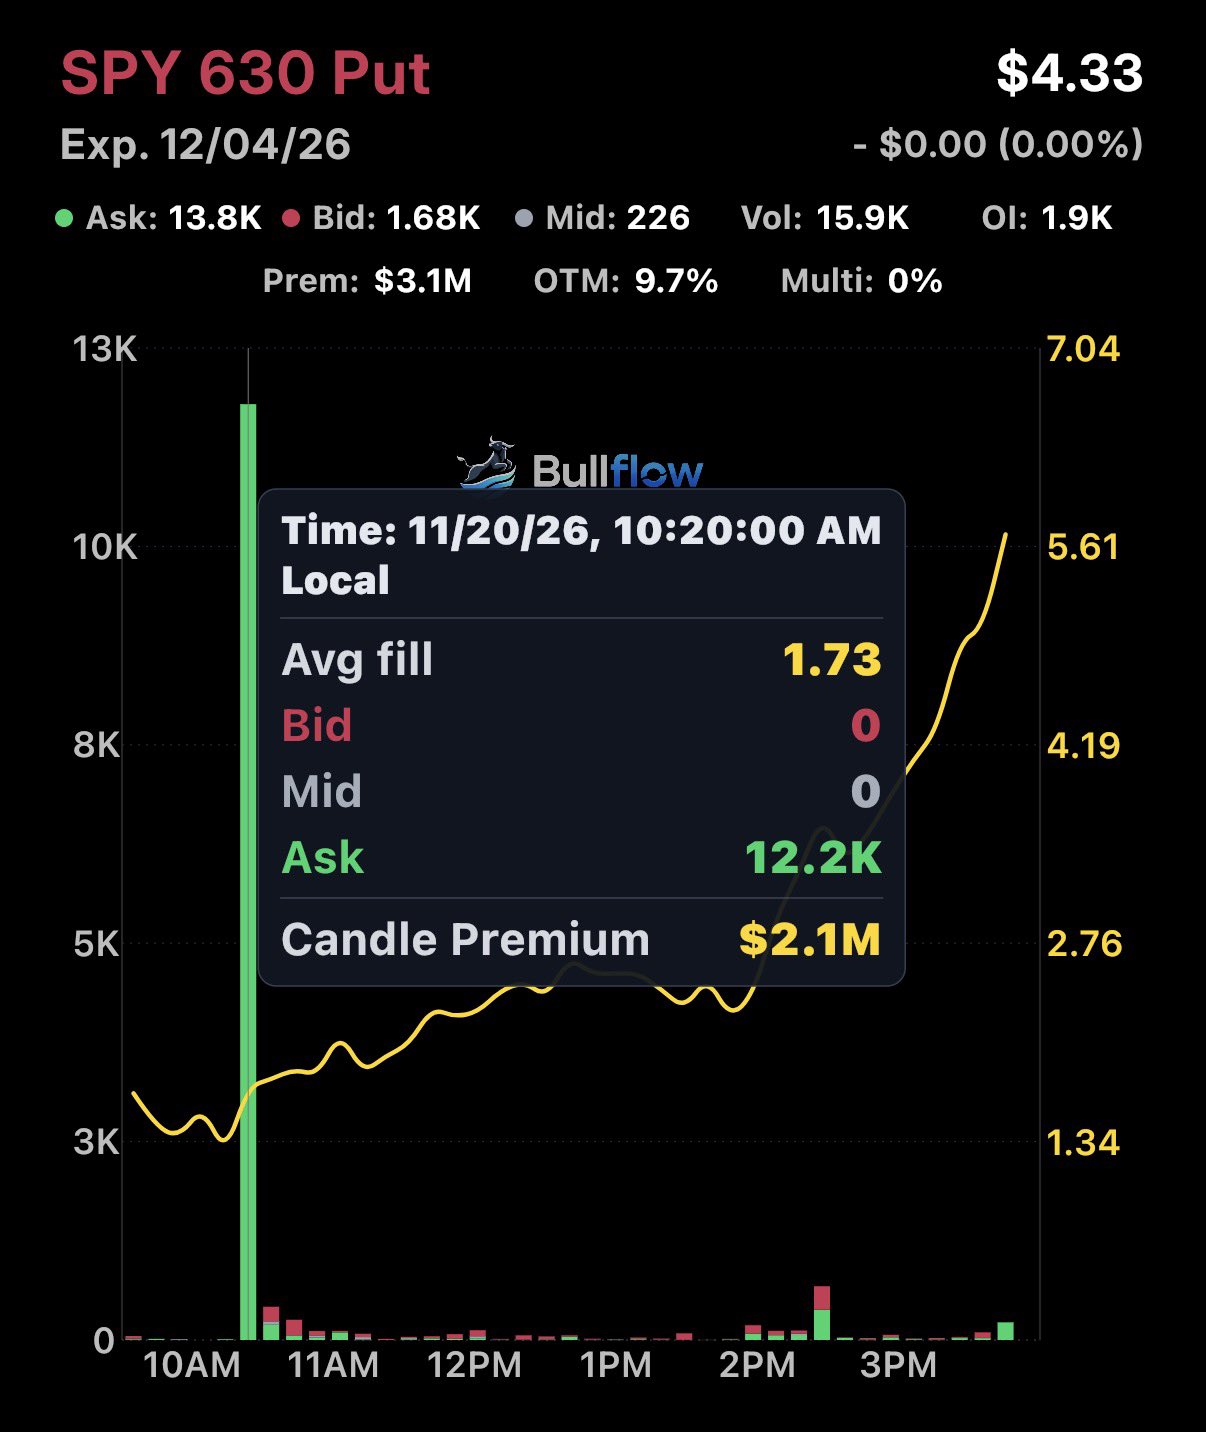 SPY 630 Put
$4.33
Exp. 12/04/26
- $0.00 (0.00%)
Ask: 13.8K Bid: 1.68K Mid: 226 Vol: 15.9K OI: 1.9K
Prem: $3.1M OTM: 9.7% Multi: 0%
13K
7.04
Bullflow
Time: 11/20/26, 10:20:00 AM
Local
10K
5.61
Avg fill 1.73
Bid 0
8K
4.19
Mid 0
Ask 12.2K
Candle Premium $2.1M
5K
2.76
3K
1.34
0
10AM 11AM 12PM 1PM 2PM 3PM